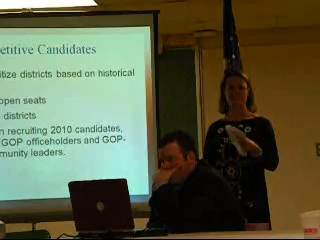 etitive Candidates
itize districts based on historical
open seats
districts
n recruiting 2010 candidates,
GOP officeholders and GOP-
munity leaders.